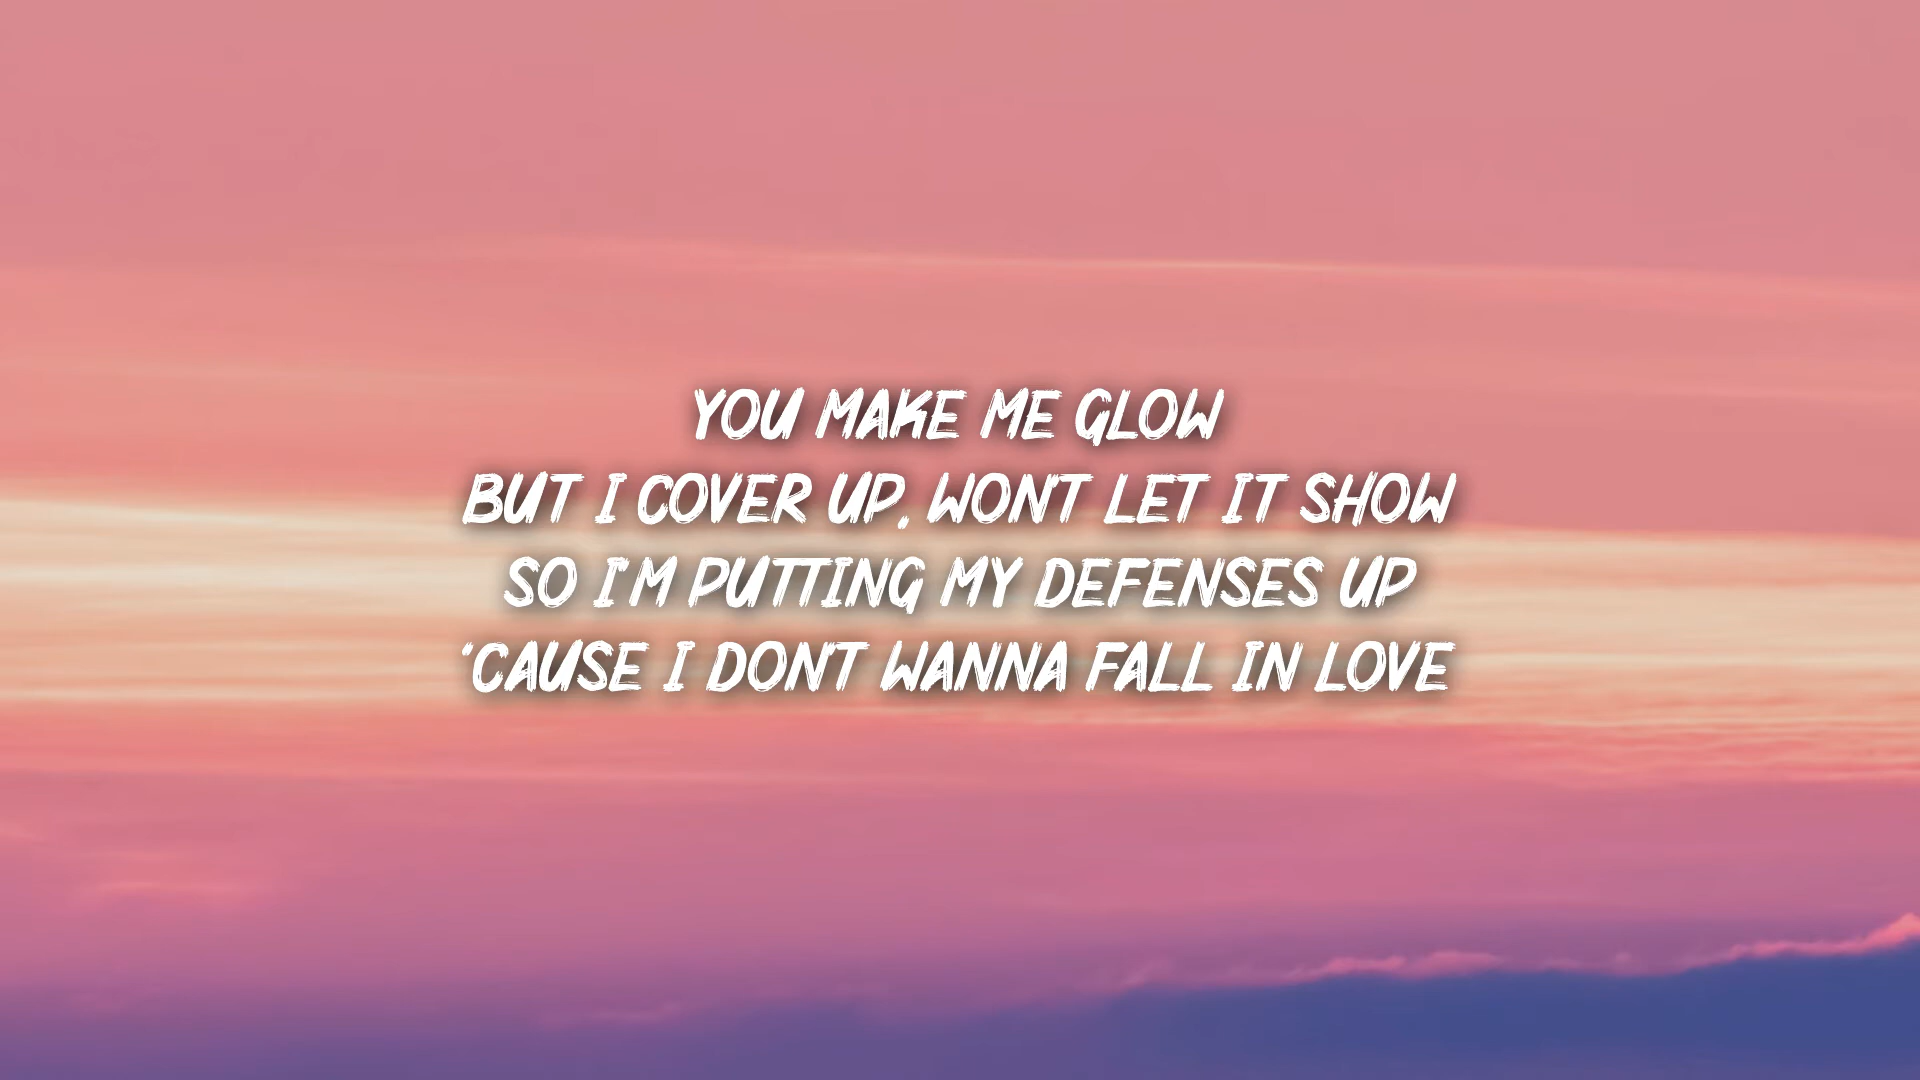 YOU MAKE ME GLOW
BUT I COVER UP, WON'T LET IT SHOW
SO I'M PUTTING MY DEFENSES UP
'CAUSE I DON'T WANNA FALL IN LOVE